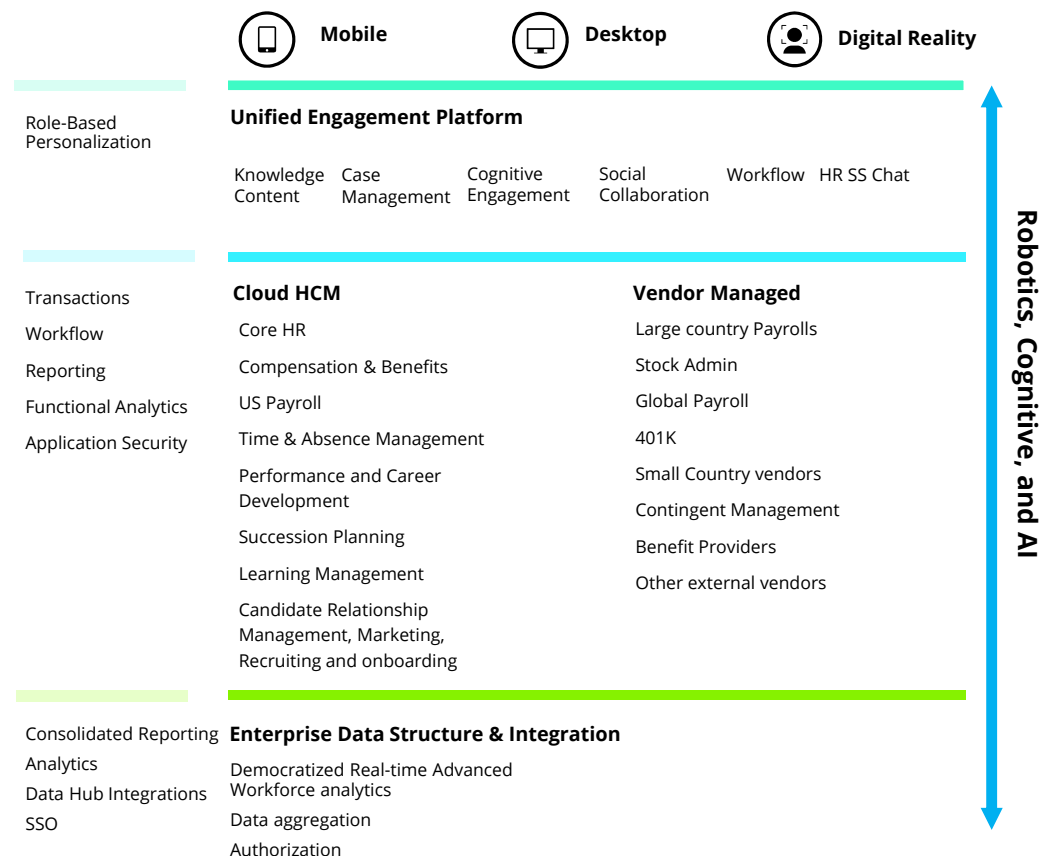 Mobile
Desktop
Digital Reality
Role-Based
Personalization
Unified Engagement Platform
Knowledge
Content
Case
Management
Cognitive
Engagement
Social
Collaboration
Workflow
HR SS Chat
Transactions
Workflow
Reporting
Functional Analytics
Application Security
Cloud HCM
Core HR
Compensation & Benefits
US Payroll
Time & Absence Management
Performance and Career
Development
Succession Planning
Learning Management
Candidate Relationship
Management, Marketing,
Recruiting and onboarding
Vendor Managed
Large country Payrolls
Stock Admin
Global Payroll
401K
Small Country vendors
Contingent Management
Benefit Providers
Other external vendors
Consolidated Reporting
Analytics
Data Hub Integrations
SSO
Enterprise Data Structure & Integration
Democratized Real-time Advanced
Workforce analytics
Data aggregation
Authorization
Robotics, Cognitive, and AI